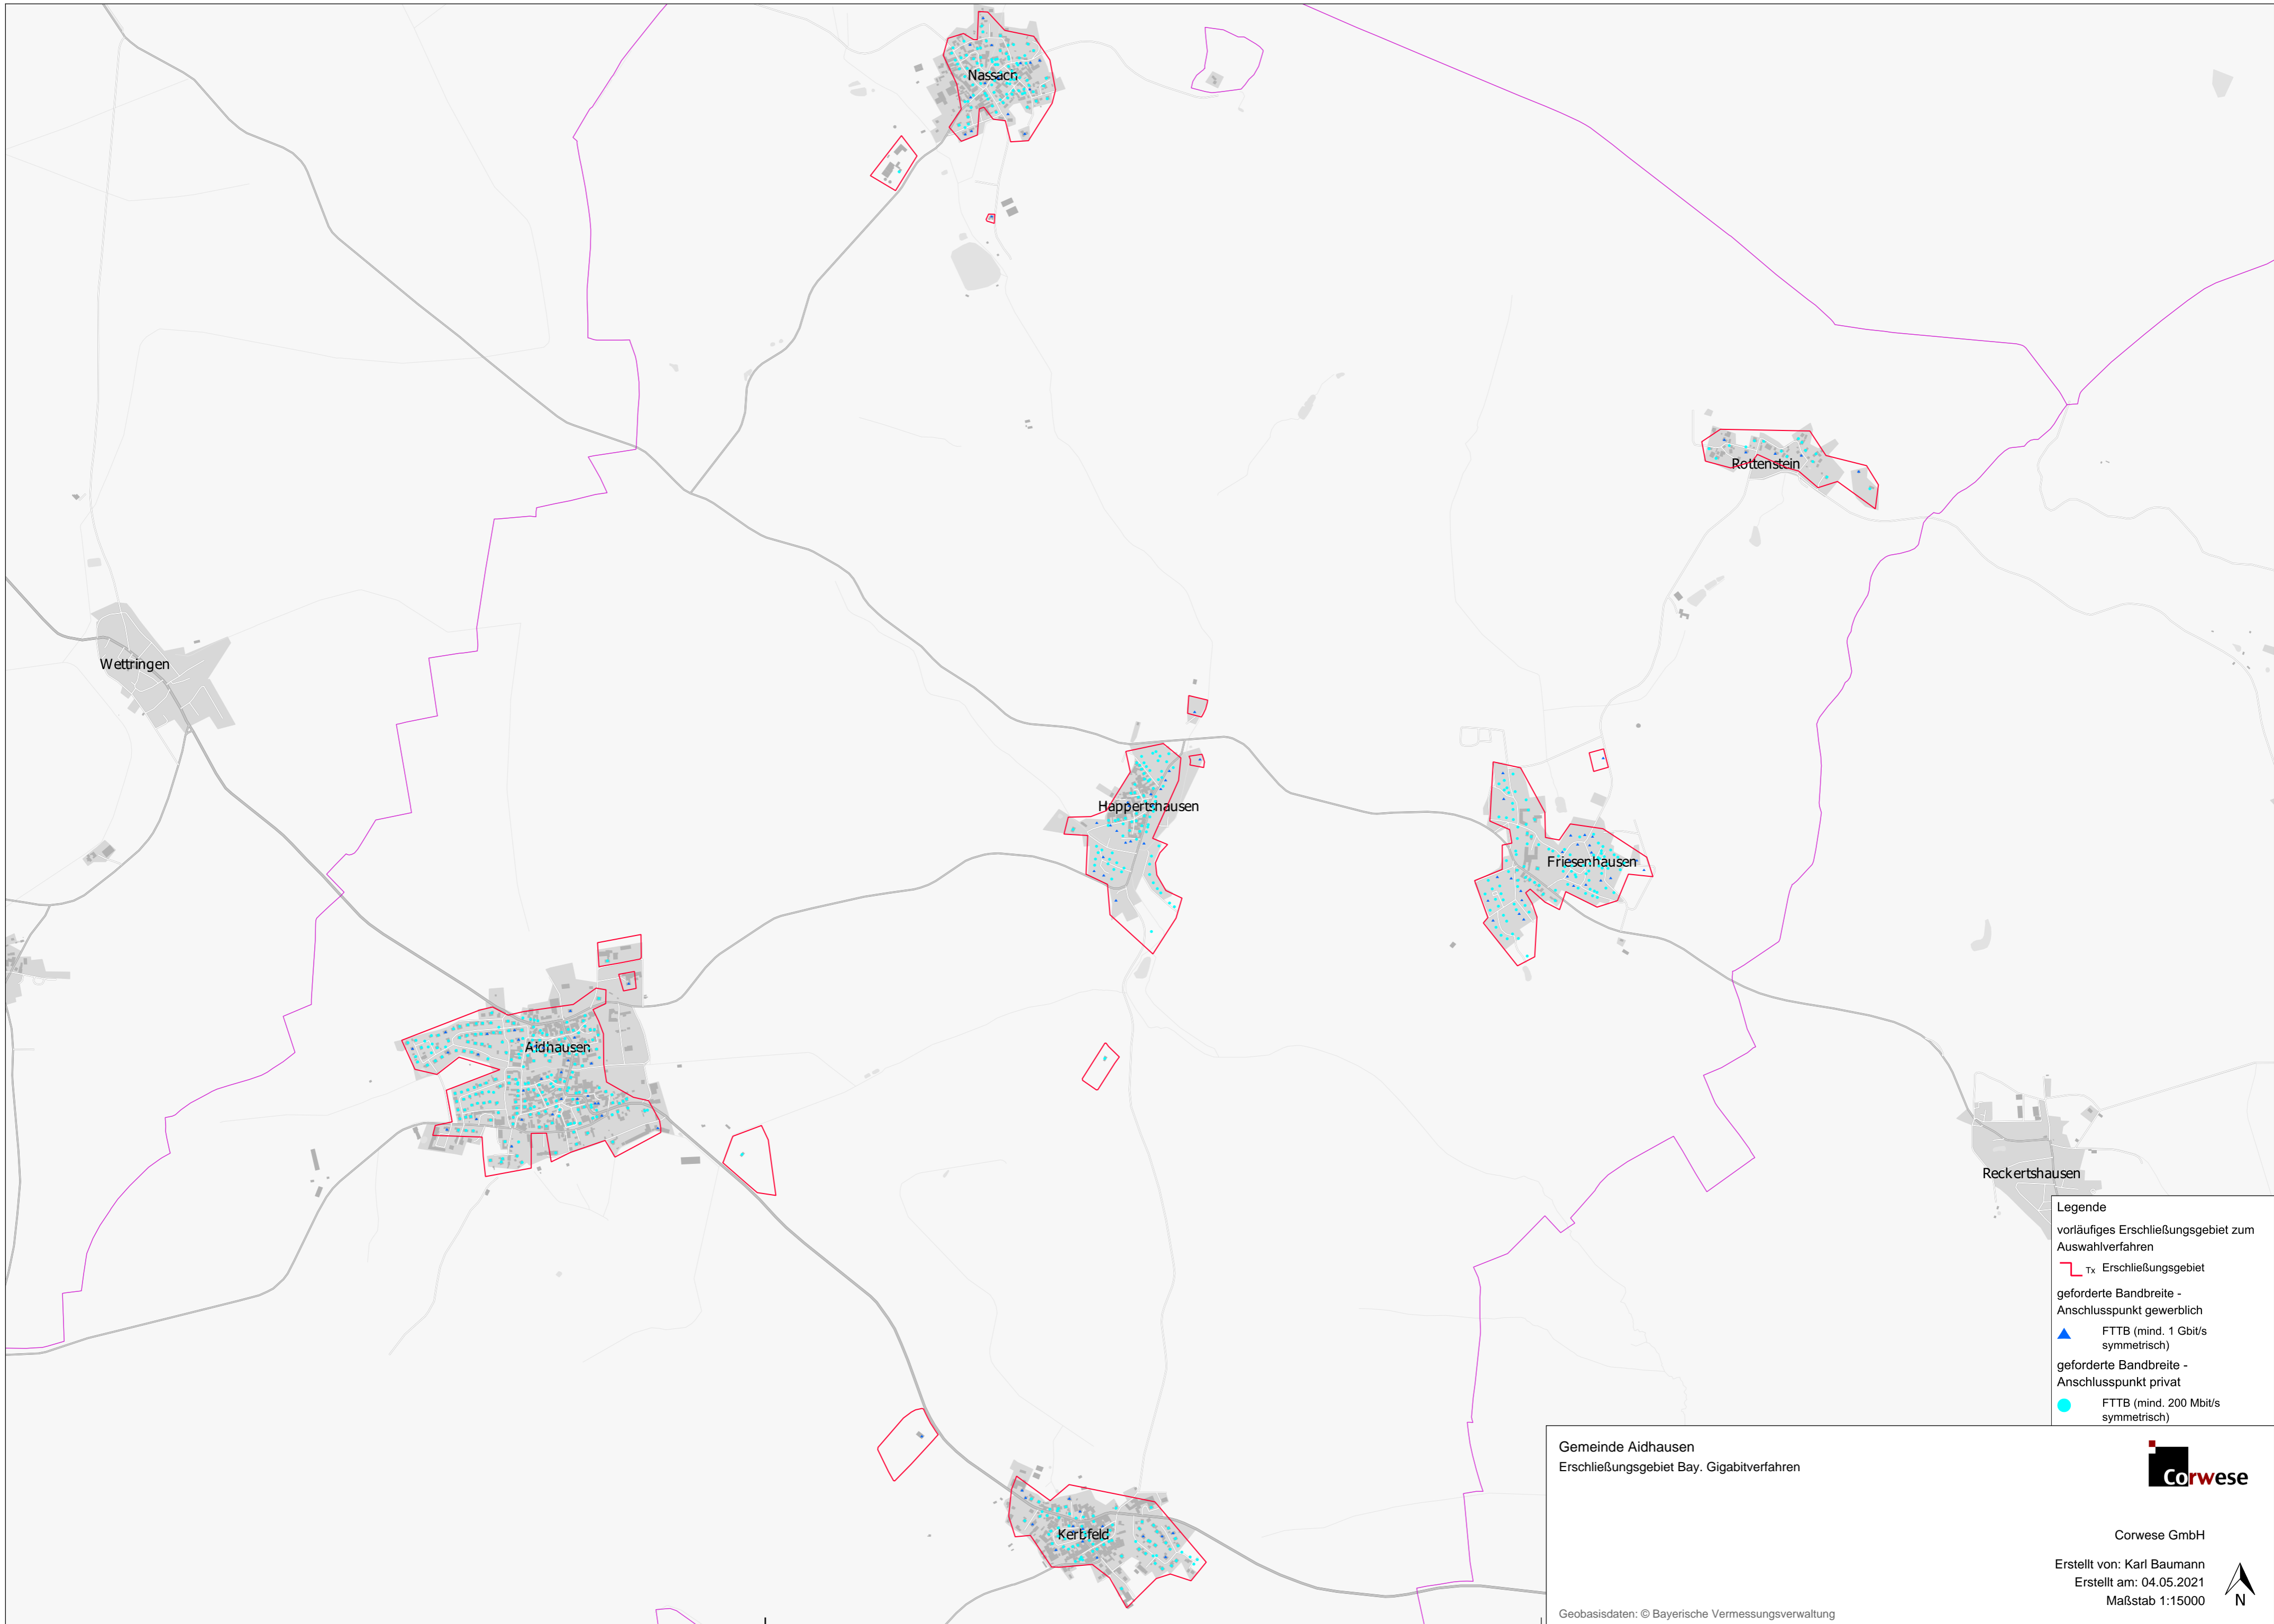 Nassach
Rottenstein
Wettringen
Happertshausen
Friesenhausen
Aidhausen
Reckertshausen
Kerbfeld
Legende
vorläufiges Erschließungsgebiet zum
Auswahlverfahren
Tx Erschließungsgebiet
geforderte Bandbreite -
Anschlusspunkt gewerblich
FTTB (mind. 1 Gbit/s
symmetrisch)
geforderte Bandbreite -
Anschlusspunkt privat
FTTB (mind. 200 Mbit/s
symmetrisch)
Gemeinde Aidhausen
Erschließungsgebiet Bay. Gigabitverfahren
Corwese
Corwese GmbH
Erstellt von: Karl Baumann
Erstellt am: 04.05.2021
Maßstab 1:15000
N
Geobasisdaten: © Bayerische Vermessungsverwaltung